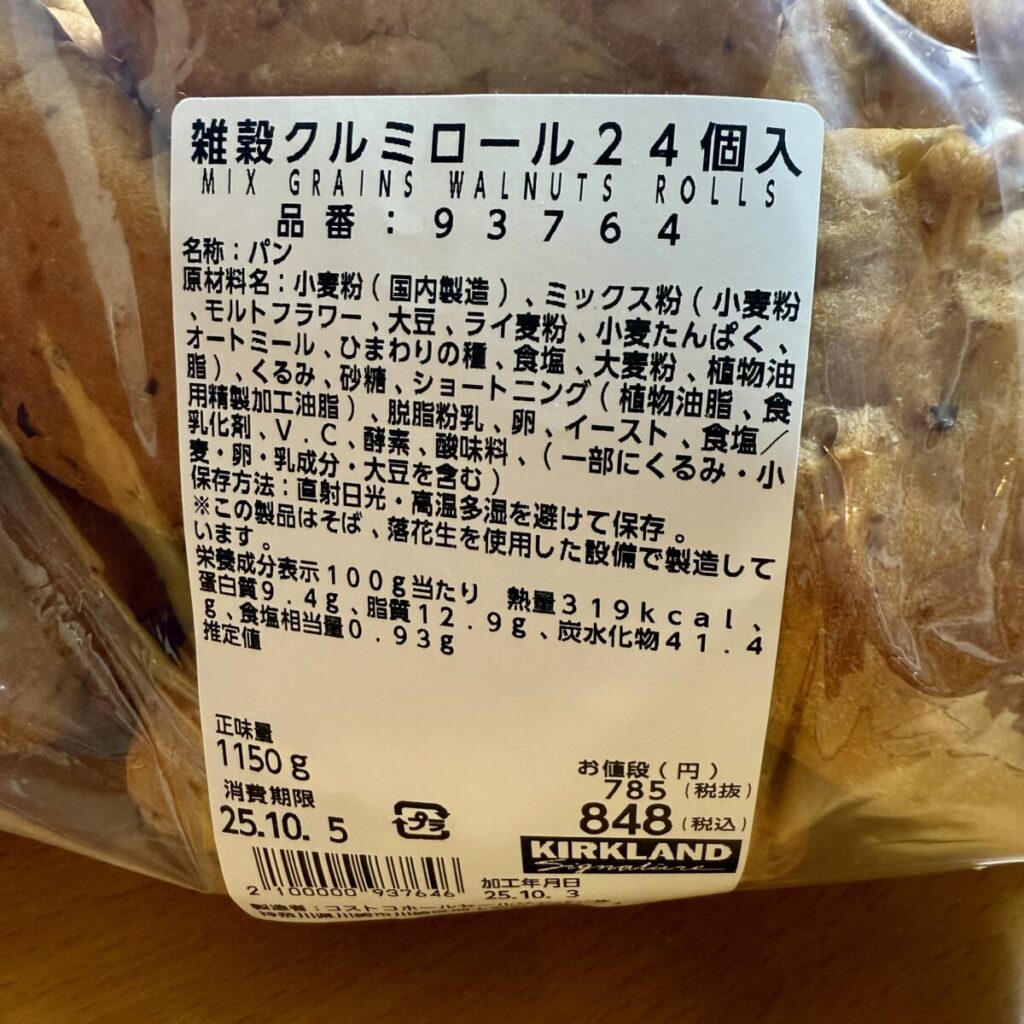 雑穀クルミロール24個入
MIX GRAINS WALNUTS ROLLS
品番:93764
名称:パン
原材料名:小麦粉(国内製造)、ミックス粉(小麦粉
、モルトフラワー、大豆、ライ麦粉、小麦たんぱく、
オートミール、ひまわりの種、食塩、大麦粉、植物油
脂)、くるみ、砂糖、ショートニング(植物油脂、食
用精製加工油脂)、脱脂粉乳、卵、イースト、食塩/
乳化剤、V.C、酵素、酸味料、(一部にくるみ・小
麦・卵・乳成分・大豆を含む)
保存方法:直射日光・高温多湿を避けて保存。
※この製品はそば、落花生を使用した設備で製造して
います。
栄養成分表示100g当たり 熱量319kcal、
蛋白質9.4g、脂質12.9g、炭水化物41.4
g、食塩相当量0.93g
推定値
正味量
1150g
お値段(円)
785(税抜)
消費期限
25.10. 5
プラ
848(税込)
KIRKLAND
Signature
2 100000 937646
加工年月日
25.10. 3
製造者:コストコホールセール
神奈川県川崎市川崎区